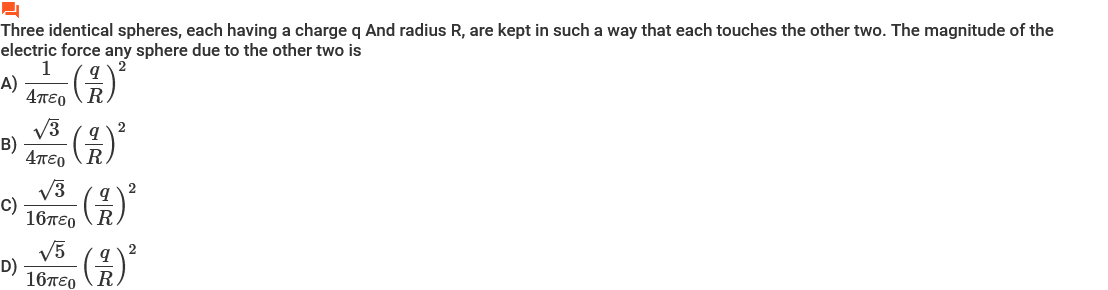 Three identical spheres, each having a charge q And radius R, are kept in such a way that each touches the other two. The magnitude of the
electric force any sphere due to the other two is
A) $\frac{1}{4\pi\varepsilon_0}\left(\frac{q}{R}\right)^2$
B) $\frac{\sqrt{3}}{4\pi\varepsilon_0}\left(\frac{q}{R}\right)^2$
C) $\frac{\sqrt{3}}{16\pi\varepsilon_0}\left(\frac{q}{R}\right)^2$
D) $\frac{\sqrt{5}}{16\pi\varepsilon_0}\left(\frac{q}{R}\right)^2$